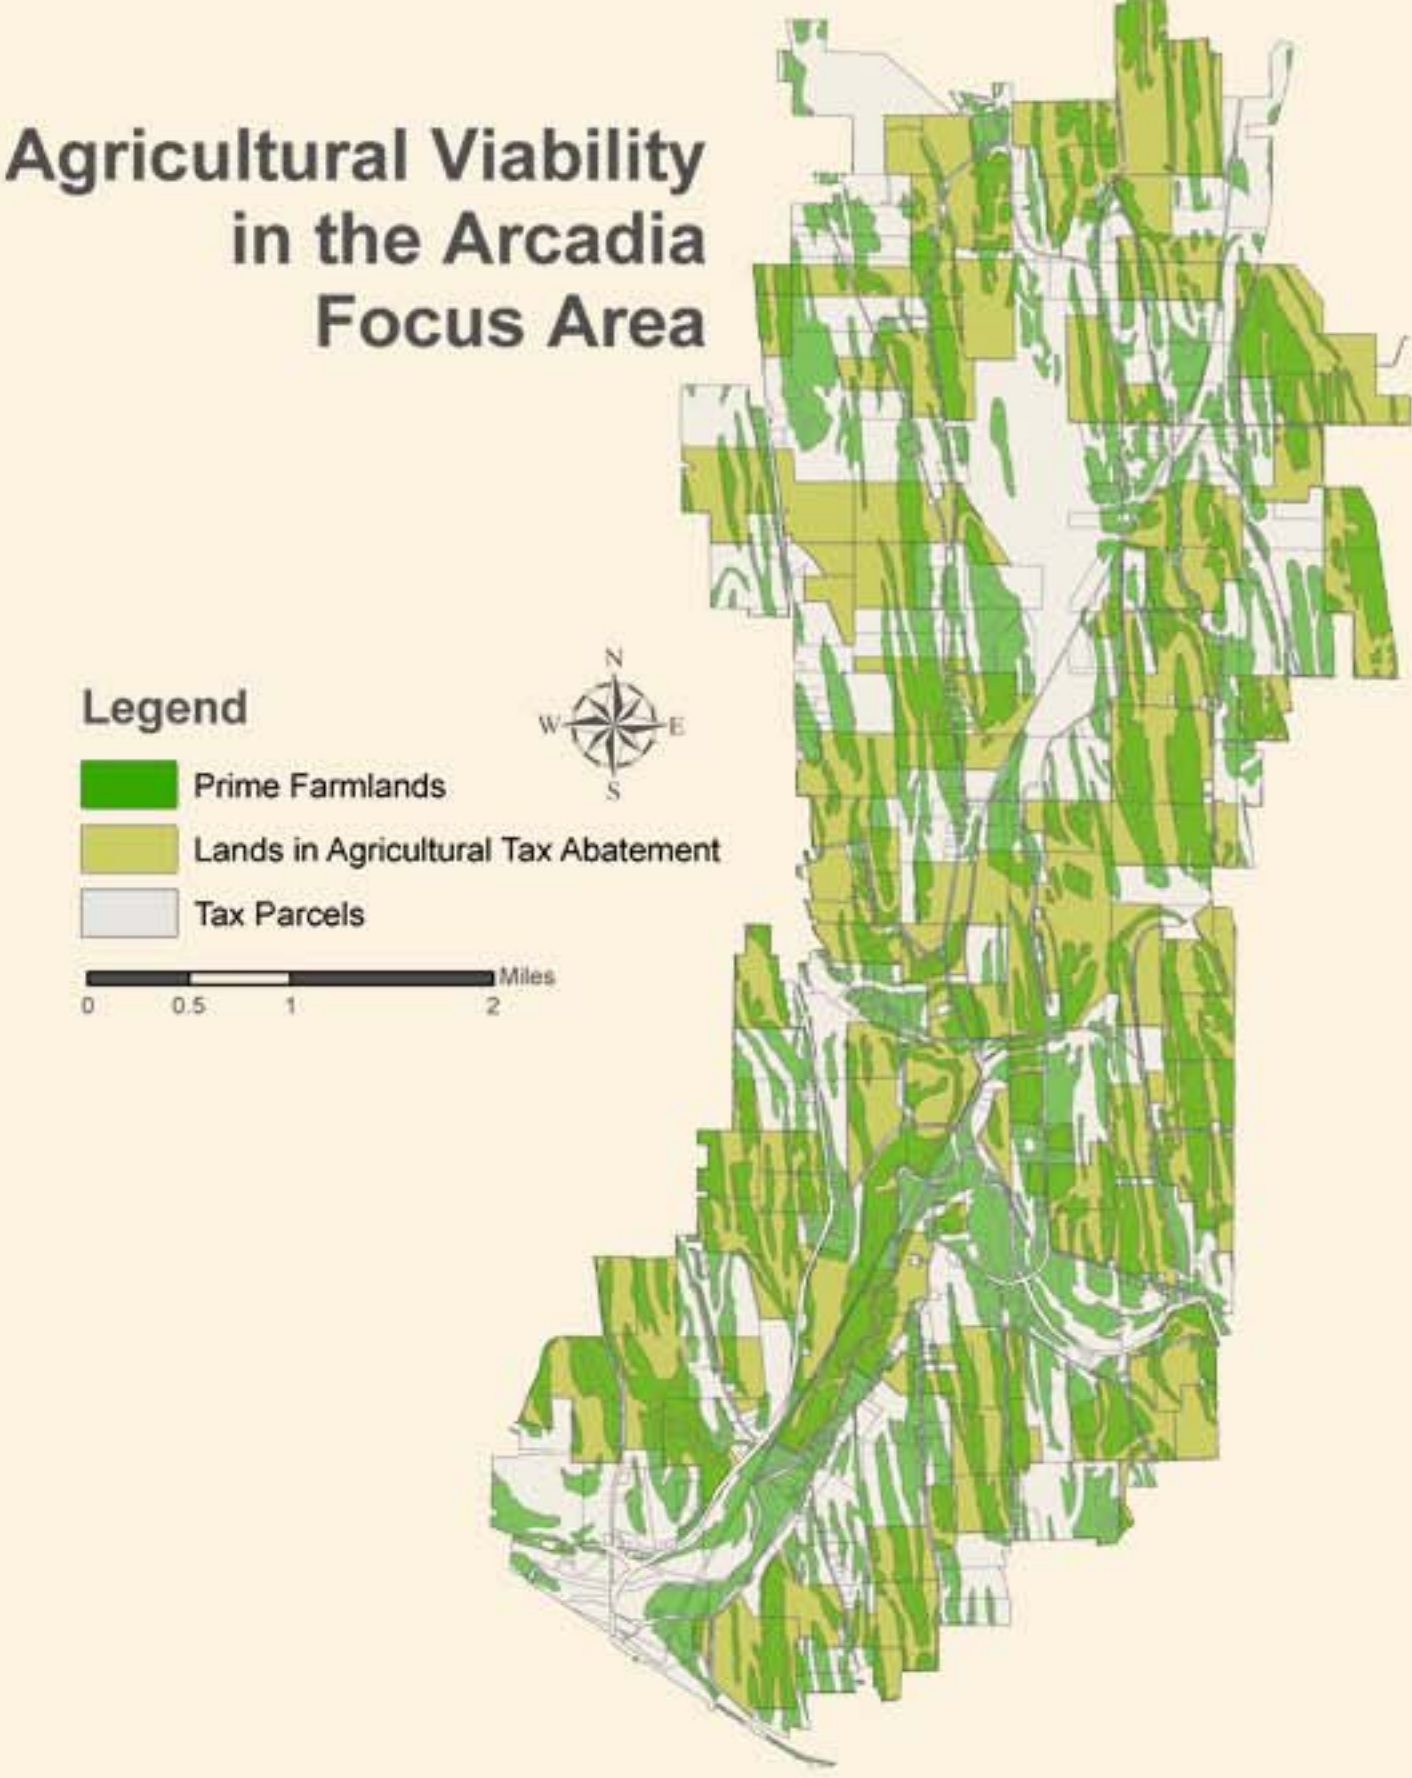 Agricultural Viability
in the Arcadia
Focus Area
N
W E
S
Legend
Prime Farmlands
Lands in Agricultural Tax Abatement
Tax Parcels
Miles
0 0.5 1 2